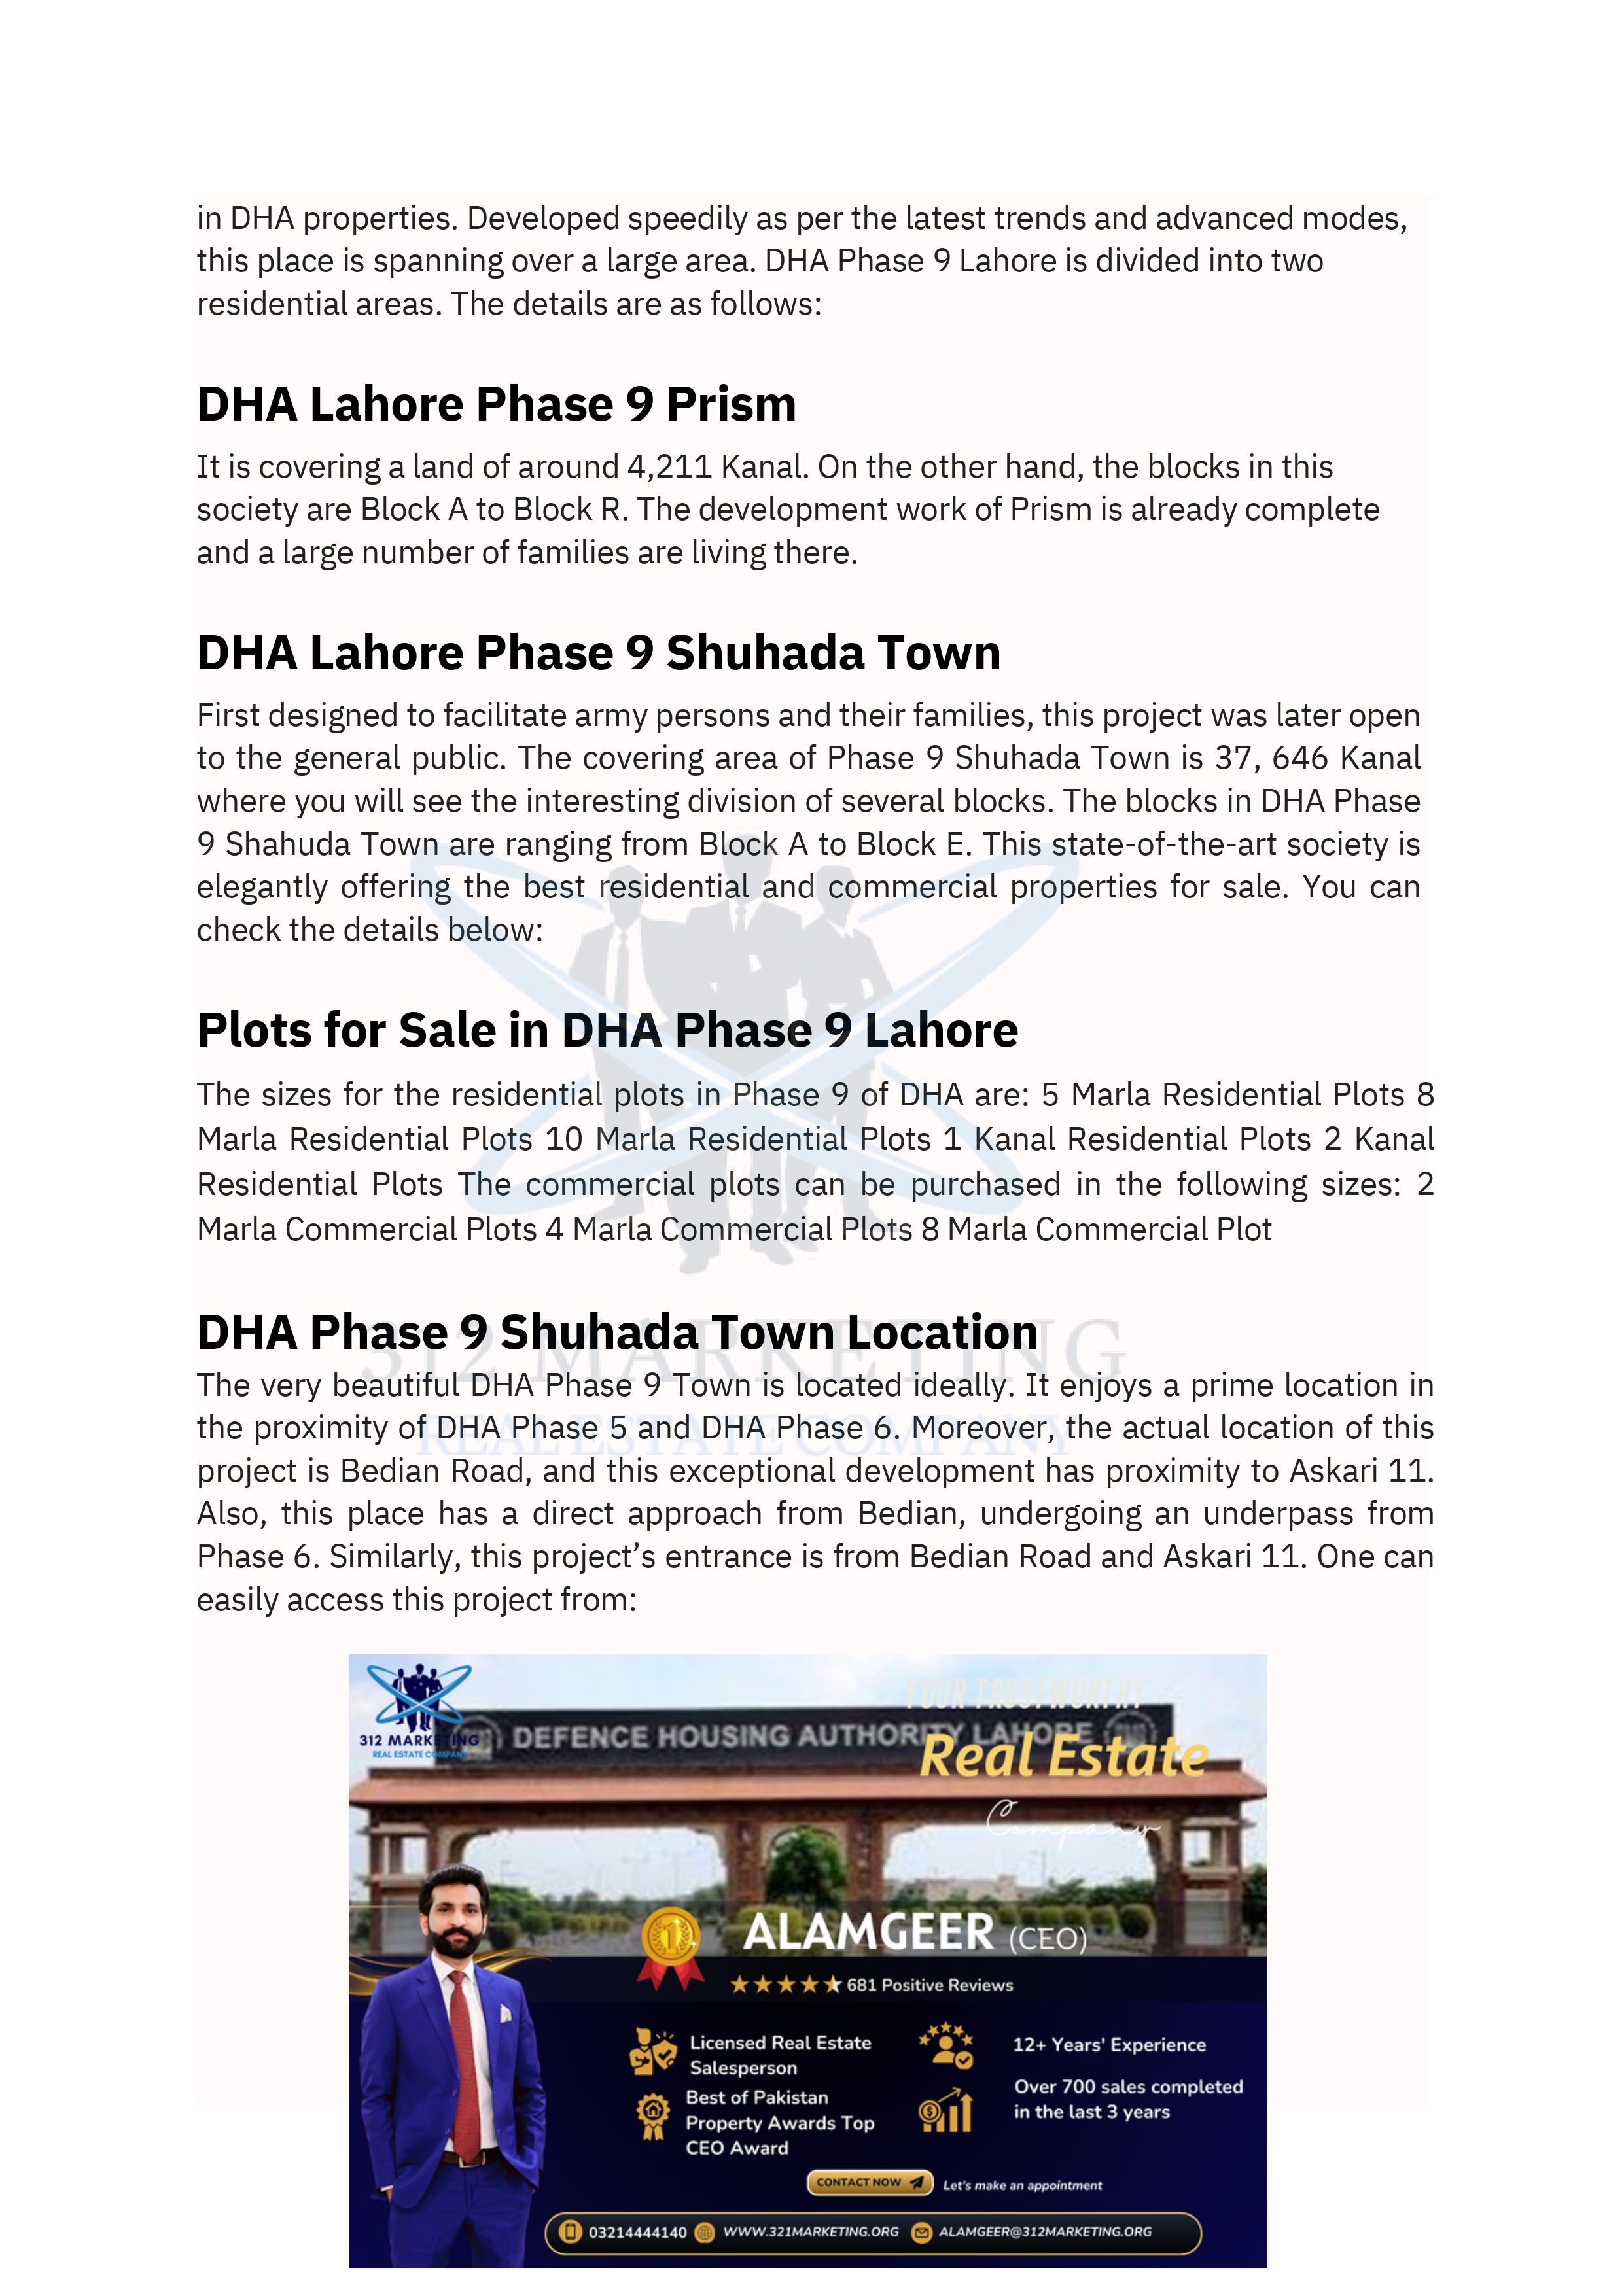 in DHA properties. Developed speedily as per the latest trends and advanced modes,
this place is spanning over a large area. DHA Phase 9 Lahore is divided into two
residential areas. The details are as follows:
DHA Lahore Phase 9 Prism
It is covering a land of around 4,211 Kanal. On the other hand, the blocks in this
society are Block A to Block R. The development work of Prism is already complete
and a large number of families are living there.
DHA Lahore Phase 9 Shuhada Town
First designed to facilitate army persons and their families, this project was later open
to the general public. The covering area of Phase 9 Shuhada Town is 37, 646 Kanal
where you will see the interesting division of several blocks. The blocks in DHA Phase
9 Shahuda Town are ranging from Block A to Block E. This state-of-the-art society is
elegantly offering the best residential and commercial properties for sale. You can
check the details below:
Plots for Sale in DHA Phase 9 Lahore
The sizes for the residential plots in Phase 9 of DHA are: 5 Marla Residential Plots 8
Marla Residential Plots 10 Marla Residential Plots 1 Kanal Residential Plots 2 Kanal
Residential Plots The commercial plots can be purchased in the following sizes: 2
Marla Commercial Plots 4 Marla Commercial Plots 8 Marla Commercial Plot
DHA Phase 9 Shuhada Town Location
312 MARKETING
The very beautiful DHA Phase 9 Town is located ideally. It enjoys a prime location in
the proximity of DHA Phase 5 and DHA Phase 6. Moreover, the actual location of this
REAL ESTATE COMPANY
project is Bedian Road, and this exceptional development has proximity to Askari 11.
Also, this place has a direct approach from Bedian, undergoing an underpass from
Phase 6. Similarly, this project’s entrance is from Bedian Road and Askari 11. One can
easily access this project from:
YOUR TRUSTWORTHY
DEFENCE HOUSING AUTHORITY LAHORE
312 MARKETING
REAL ESTATE COMPANY
Real Estate
Company
1
ALAMGEER (CEO)
681 Positive Reviews
Licensed Real Estate
Salesperson
12+ Years' Experience
Best of Pakistan
Property Awards Top
CEO Award
Over 700 sales completed
in the last 3 years
CONTACT NOW
Let's make an appointment
03214444140
WWW.321MARKETING.ORG
ALAMGEER@312MARKETING.ORG